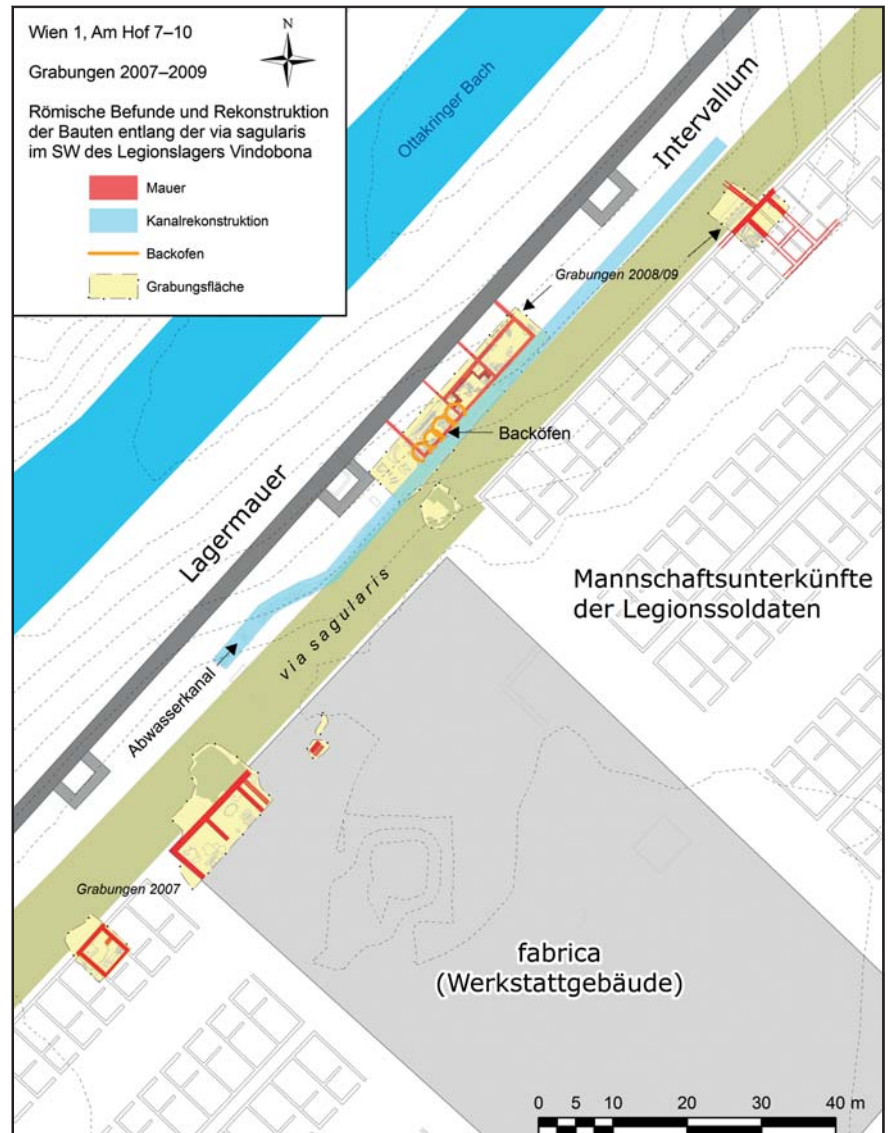 Wien 1, Am Hof 7–10
N
Grabungen 2007–2009
Römische Befunde und Rekonstruktion
der Bauten entlang der via sagularis
im SW des Legionslagers Vindobona
Mauer
Kanalrekonstruktion
Backofen
Grabungsfläche
Ottakringer Bach
Intervallum
Grabungen 2008/09
Backöfen
Lagermauer
Mannschaftsunterkünfte
der Legionssoldaten
via sagularis
Abwasserkanal
Grabungen 2007
fabrica
(Werkstattgebäude)
0 5 10 20 30 40 m